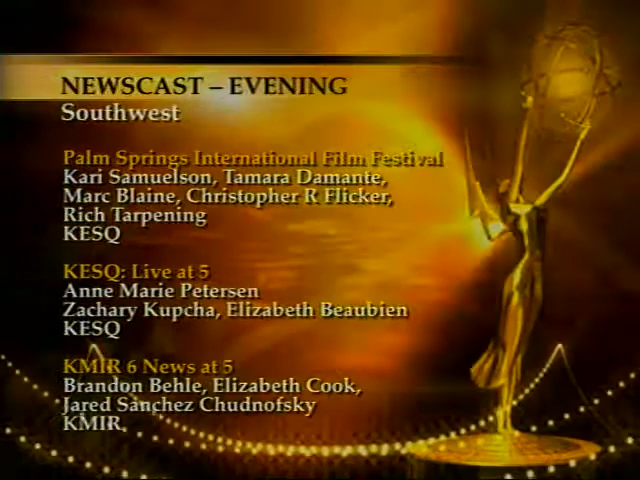 NEWSCAST – EVENING
Southwest
Palm Springs International Film Festival
Kari Samuelson, Tamara Damante,
Marc Blaine, Christopher R Flicker,
Rich Tarpening
KESQ
KESQ: Live at 5
Anne Marie Petersen
Zachary Kupcha, Elizabeth Beaubien
KESQ
KMIR 6 News at 5
Brandon Behle, Elizabeth Cook,
Jared Sanchez Chudnofsky
KMIR